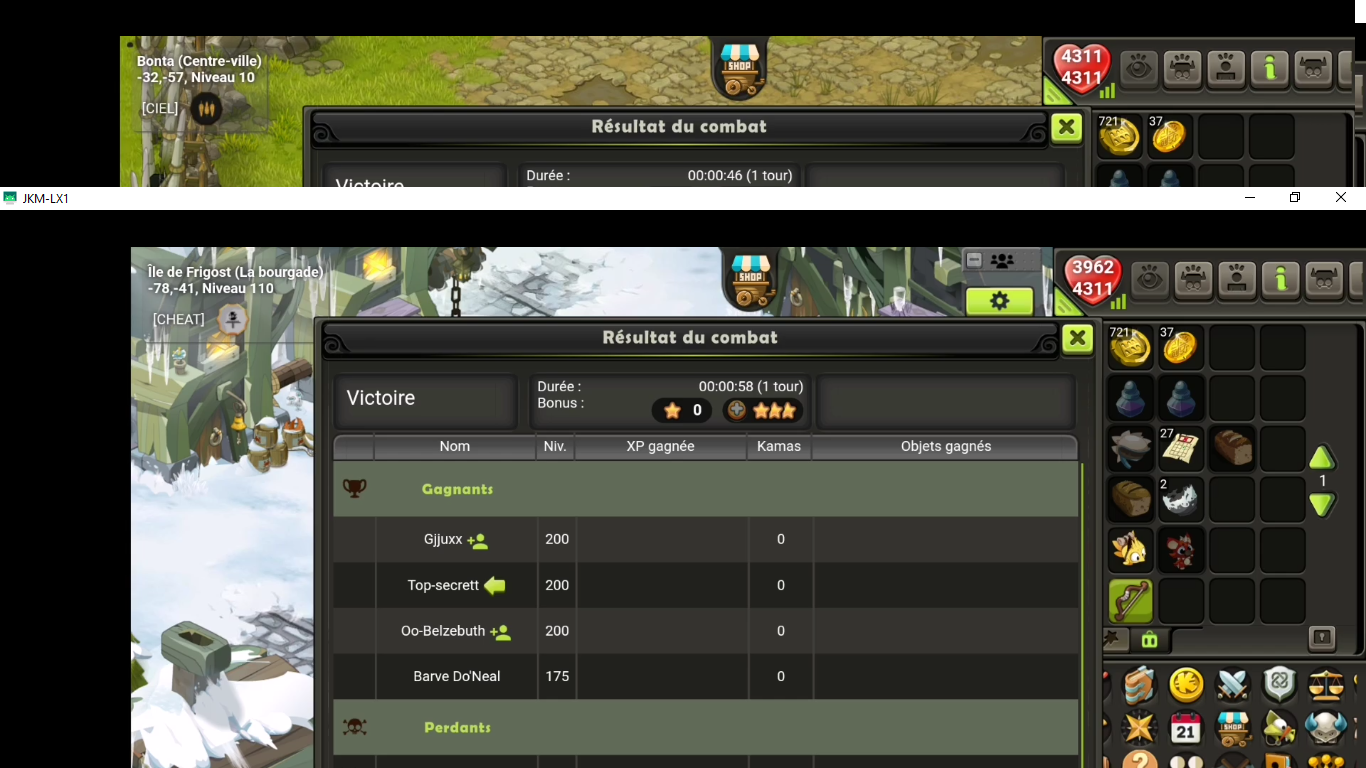 Bonta (Centre-ville)
-32,-57, Niveau 10
[CIEL]
SHOP
4311
4311
Résultat du combat
721
37
Victoire
Durée : 00:00:46 (1 tour)
JKM-LX1
Île de Frigost (La bourgade)
-78,-41, Niveau 110
[CHEAT]
SHOP
3962
4311
Résultat du combat
721
37
Victoire
Durée : 00:00:58 (1 tour)
Bonus : 0
Nom Niv. XP gagnée Kamas Objets gagnés
27
Gagnants
1
2
Gjjuxx 200 0
Top-secrett 200 0
Oo-Belzebuth 200 0
Barve Do'Neal 175 0
Perdants
21
SHOP